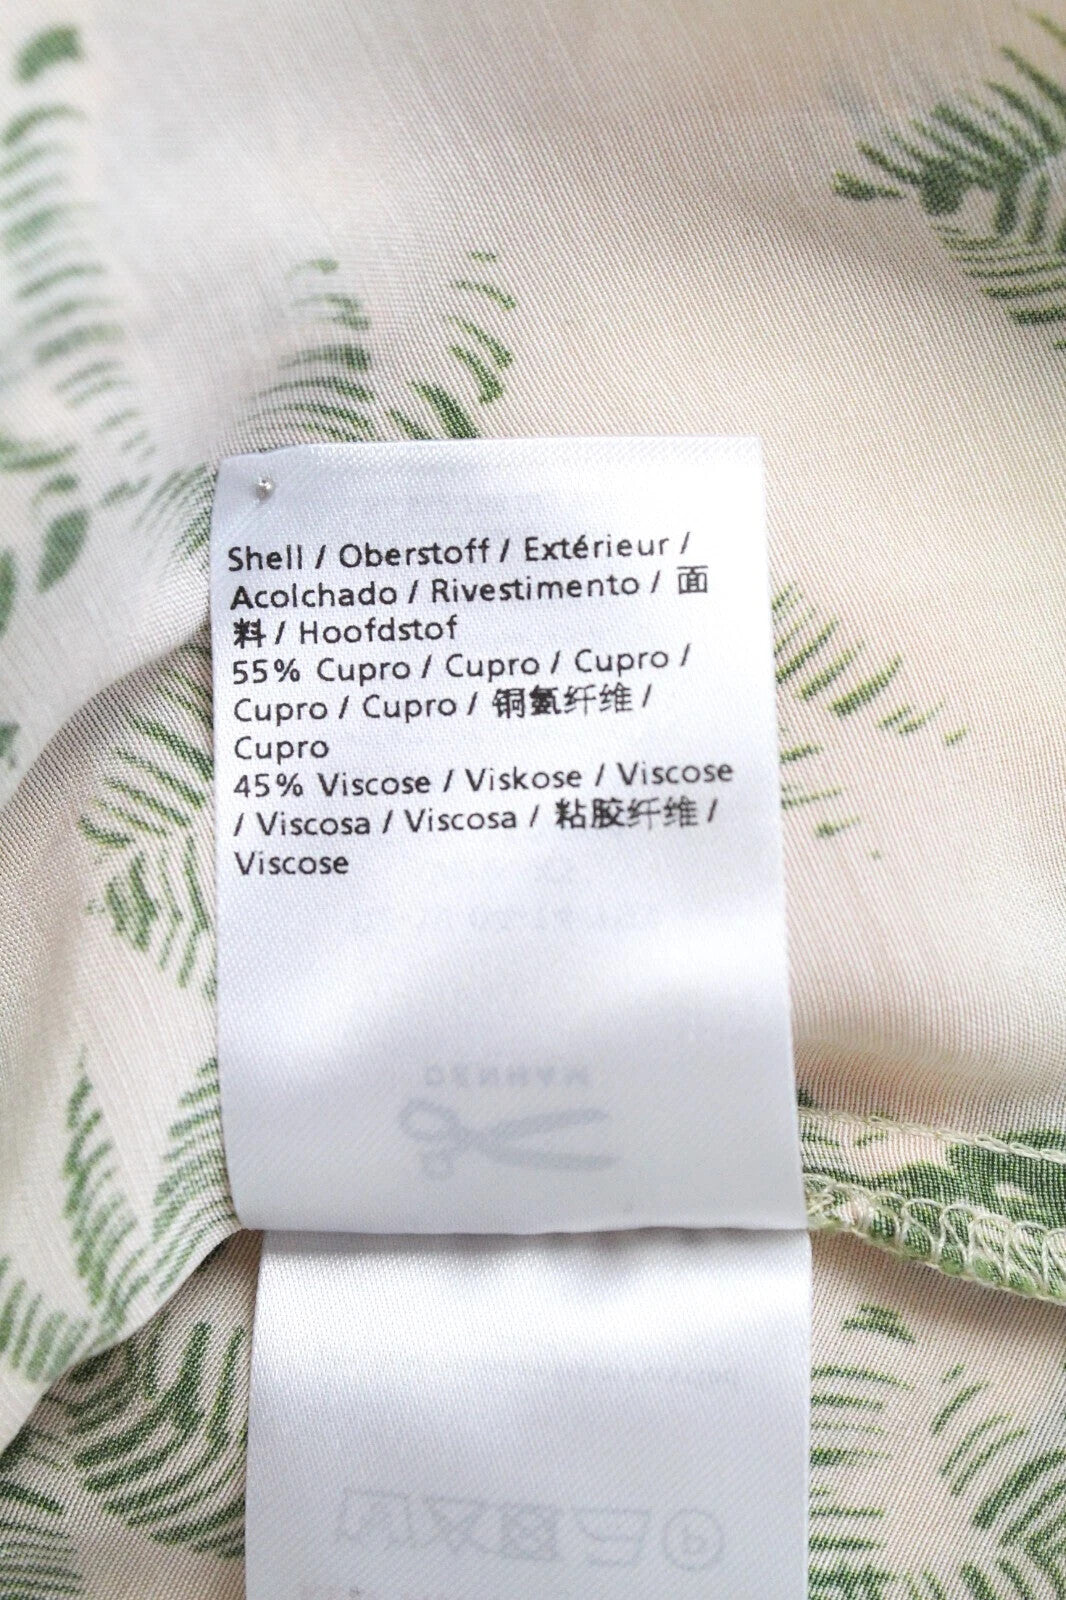 Shell / Oberstoff / Extérieur /
Acolchado / Rivestimento / 面
料 / Hoofdstof
55% Cupro / Cupro / Cupro /
Cupro / Cupro / 铜氨纤维 /
Cupro
45% Viscose / Viskose / Viscose
/ Viscosa / Viscosa / 粘胶纤维 /
Viscose